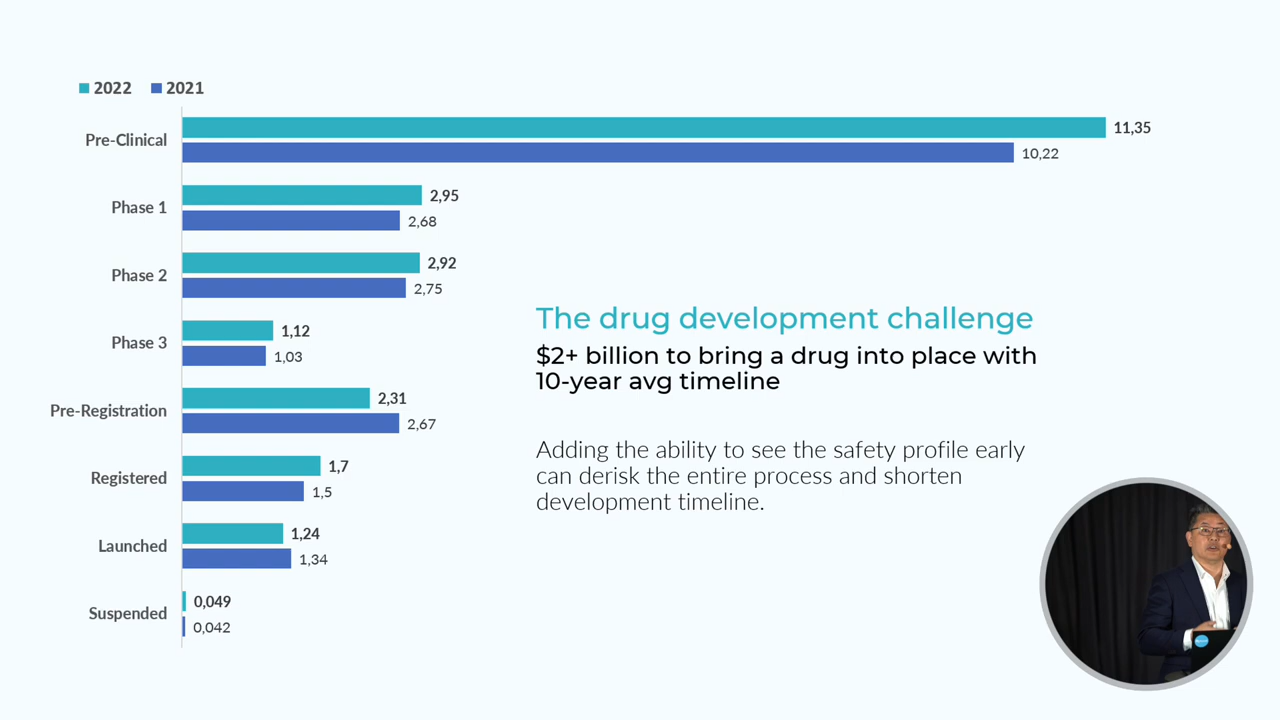 2022 2021
Pre-Clinical
11,35
10,22
Phase 1
2,95
2,68
Phase 2
2,92
2,75
Phase 3
1,12
1,03
Pre-Registration
2,31
2,67
Registered
1,7
1,5
Launched
1,24
1,34
Suspended
0,049
0,042
The drug development challenge
$2+ billion to bring a drug into place with
10-year avg timeline
Adding the ability to see the safety profile early
can derisk the entire process and shorten
development timeline.